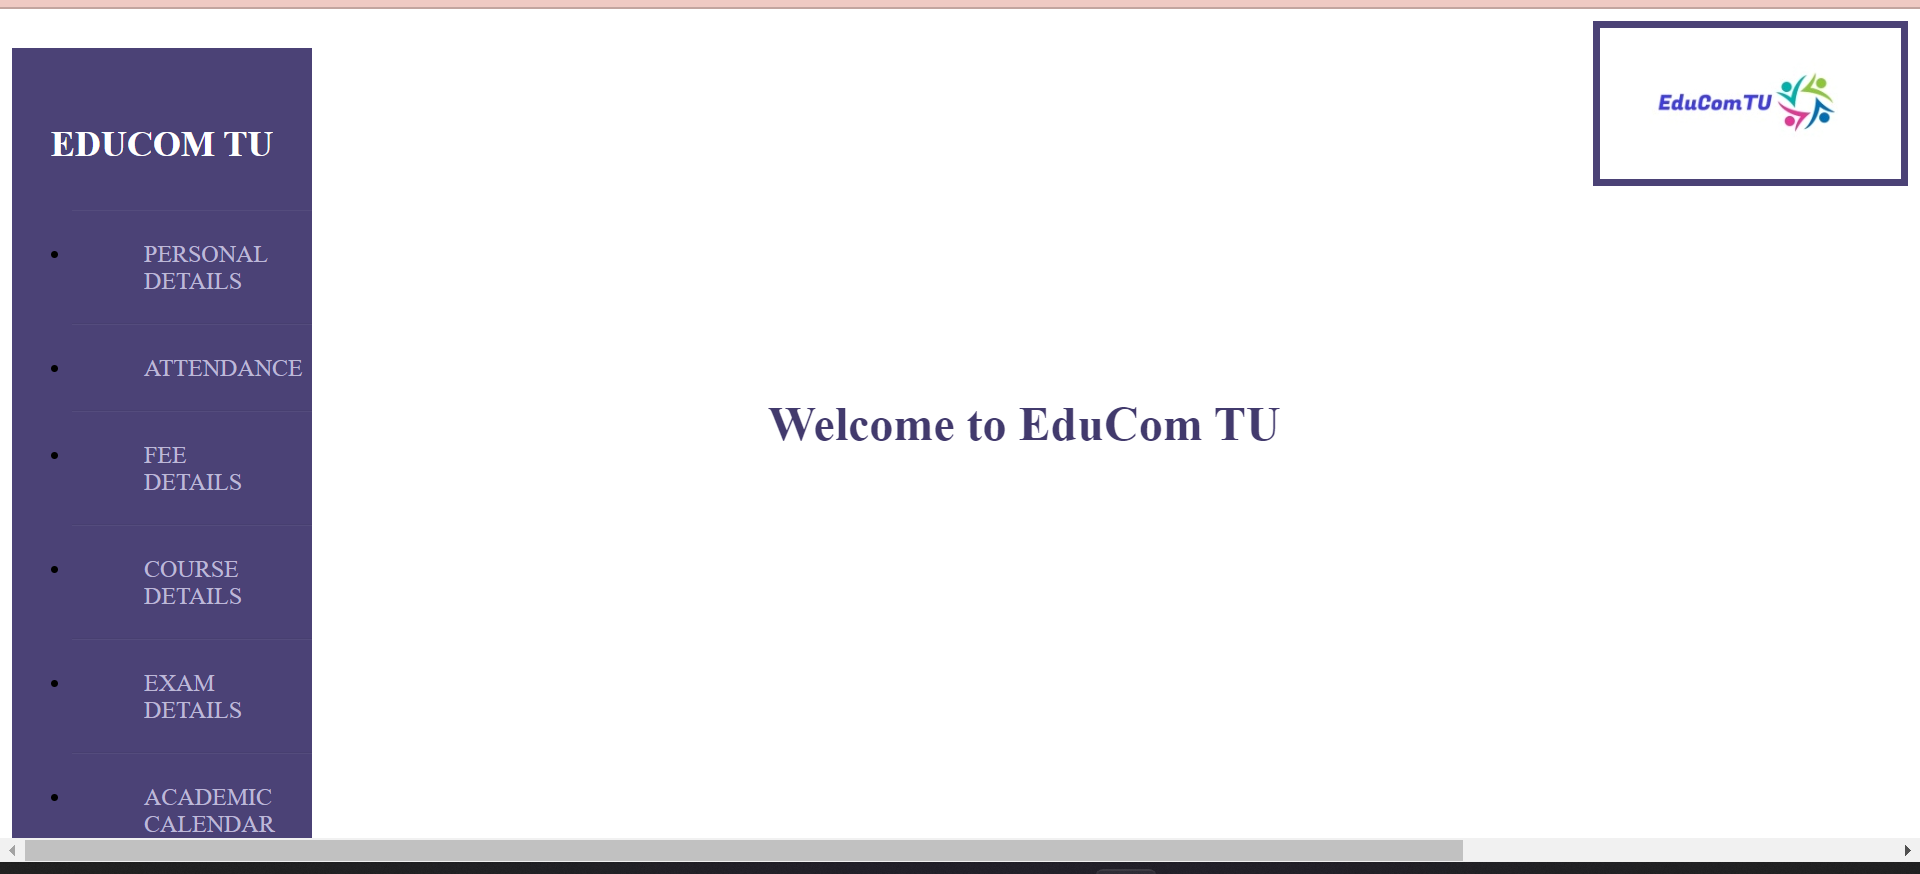 EduComTU
EDUCOM TU
PERSONAL
DETAILS
ATTENDANCE
FEE
DETAILS
COURSE
DETAILS
EXAM
DETAILS
ACADEMIC
CALENDAR
Welcome to EduCom TU